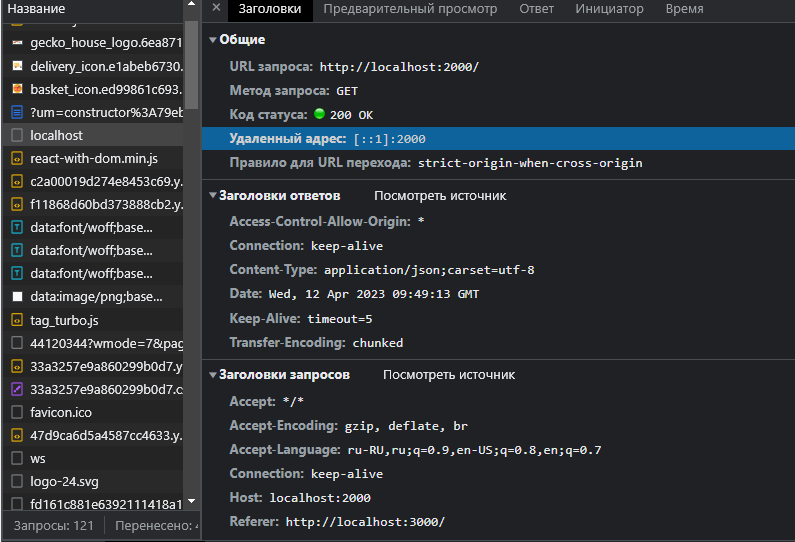 Название
gecko_house_logo.6ea871
delivery_icon.e1abeb6730.
basket_icon.ed99861c693.
?um=constructor%3A79eb
localhost
react-with-dom.min.js
c2a00019d274e8453c69.y.
f11868d60bd373888cb2.y.
data:font/woff;base...
data:font/woff;base...
data:font/woff;base...
data:image/png;base...
tag_turbo.js
44120344?wmode=7&pag
33a3257e9a860299b0d7.y
33a3257e9a860299b0d7.c
favicon.ico
47d9ca6d5a4587cc4633.y.
ws
logo-24.svg
fd161c881e6392111418a1
Запросы: 121 Перенесено:
Заголовки Предварительный просмотр Ответ Инициатор Время
Общие
URL запроса: http://localhost:2000/
Метод запроса: GET
Код статуса: 200 OK
Удаленный адрес: [::1]:2000
Правило для URL перехода: strict-origin-when-cross-origin
Заголовки ответов Посмотреть источник
Access-Control-Allow-Origin: *
Connection: keep-alive
Content-Type: application/json;carset=utf-8
Date: Wed, 12 Apr 2023 09:49:13 GMT
Keep-Alive: timeout=5
Transfer-Encoding: chunked
Заголовки запросов Посмотреть источник
Accept: */*
Accept-Encoding: gzip, deflate, br
Accept-Language: ru-RU,ru;q=0.9,en-US;q=0.8,en;q=0.7
Connection: keep-alive
Host: localhost:2000
Referer: http://localhost:3000/